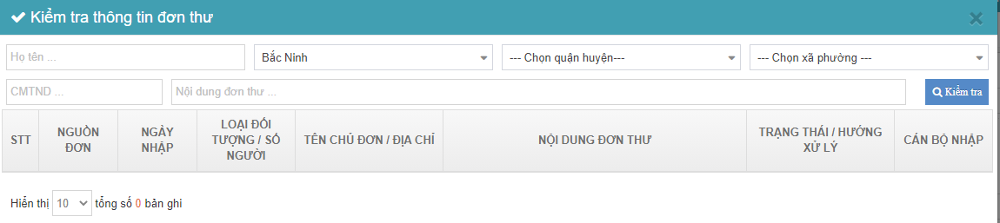 Kiểm tra thông tin đơn thư
Họ tên ...
Bắc Ninh
--- Chọn quận huyện---
--- Chọn xã phường ---
CMTND ...
Nội dung đơn thư ...
Kiểm tra
STT
NGUỒN
ĐƠN
NGÀY
NHẬP
LOẠI ĐỐI
TƯỢNG / SỐ
NGƯỜI
TÊN CHỦ ĐƠN / ĐỊA CHỈ
NỘI DUNG ĐƠN THƯ
TRẠNG THÁI / HƯỚNG
XỬ LÝ
CÁN BỘ NHẬP
Hiển thị 10 tổng số 0 bản ghi